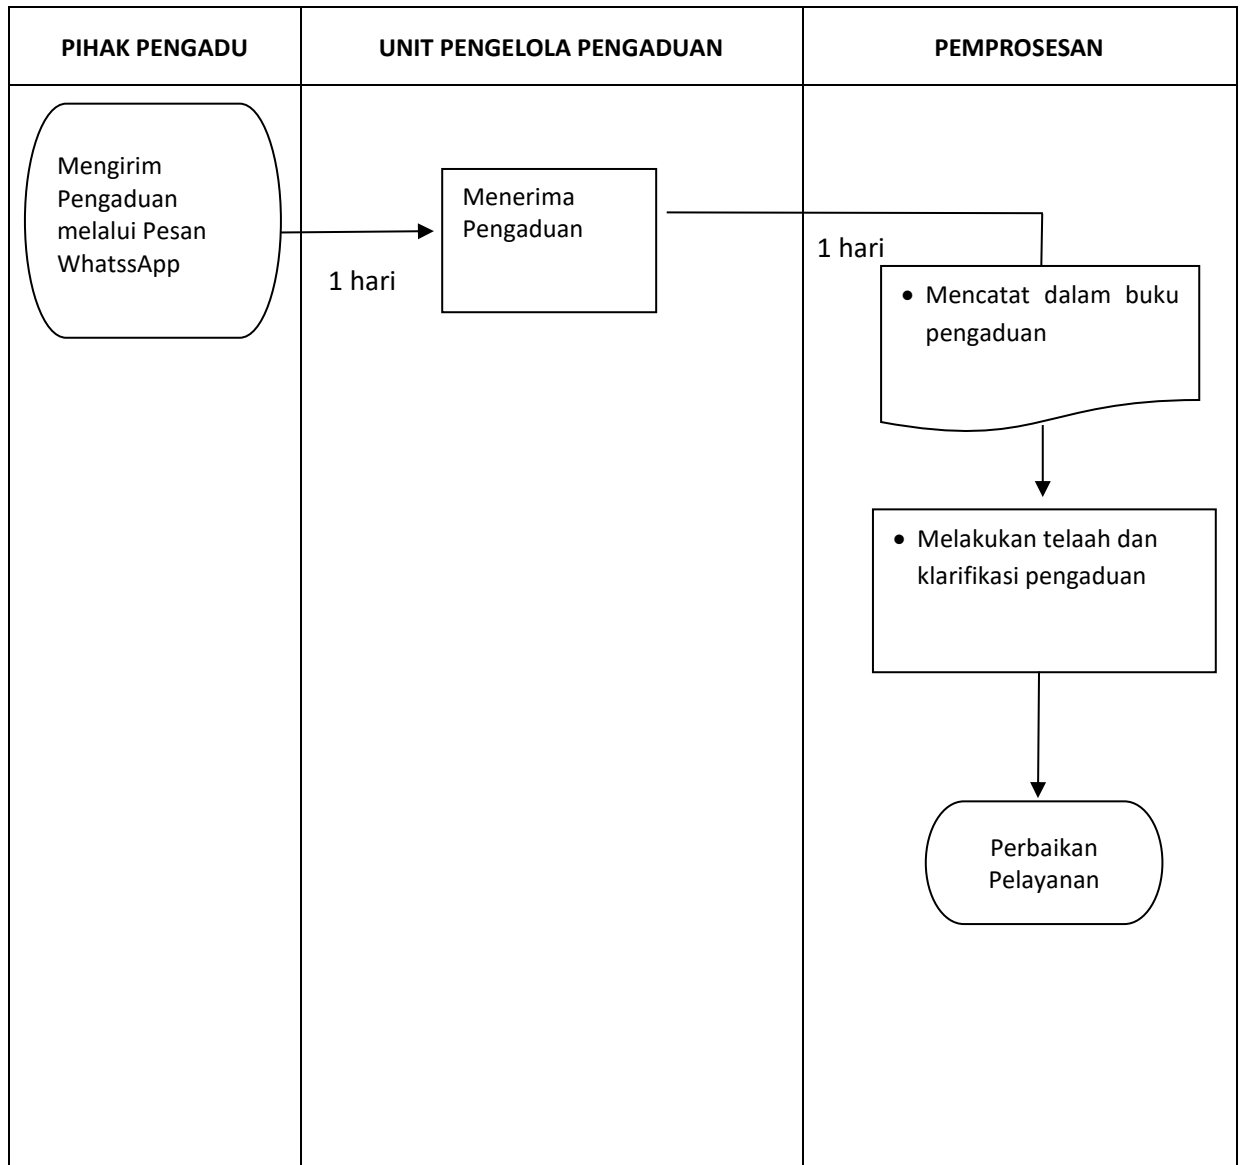 PIHAK PENGADU
UNIT PENGELOLA PENGADUAN
PEMPROSESAN
Mengirim
Pengaduan
melalui Pesan
WhatssApp
1 hari
Menerima
Pengaduan
1 hari
• Mencatat dalam buku
pengaduan
• Melakukan telaah dan
klarifikasi pengaduan
Perbaikan
Pelayanan